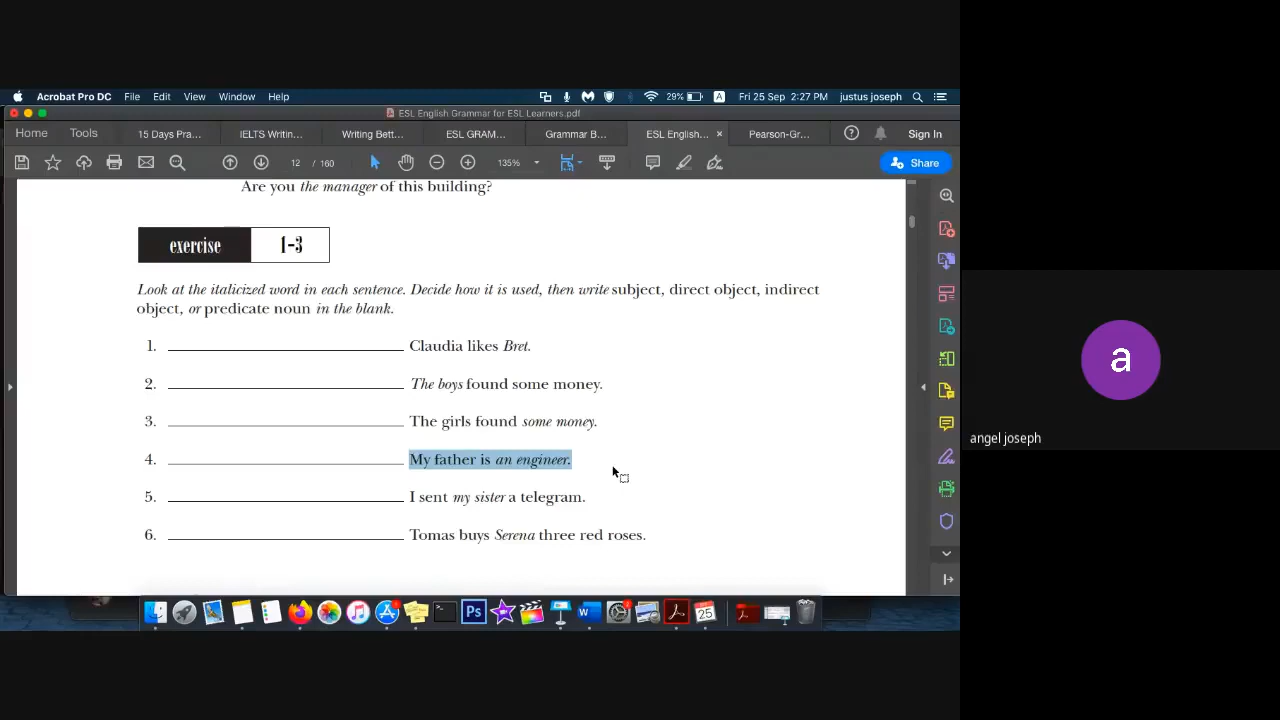 Acrobat Pro DC File Edit View Window Help 29% A Fri 25 Sep 2:27 PM justus joseph
ESL English Grammar for ESL Learners.pdf
Home Tools 15 Days Pra... IELTS Writin... Writing Bett... ESL GRAM... Grammar B... ESL English... × Pearson-Gr... Sign In
12 / 160 135% Share
Are you the manager of this building?
exercise 1-3
Look at the italicized word in each sentence. Decide how it is used, then write subject, direct object, indirect
object, or predicate noun in the blank.
1. Claudia likes Bret.
2. The boys found some money.
3. The girls found some money.
4. My father is an engineer.
5. I sent my sister a telegram.
6. Tomas buys Serena three red roses.
Ps W 25
a
angel joseph